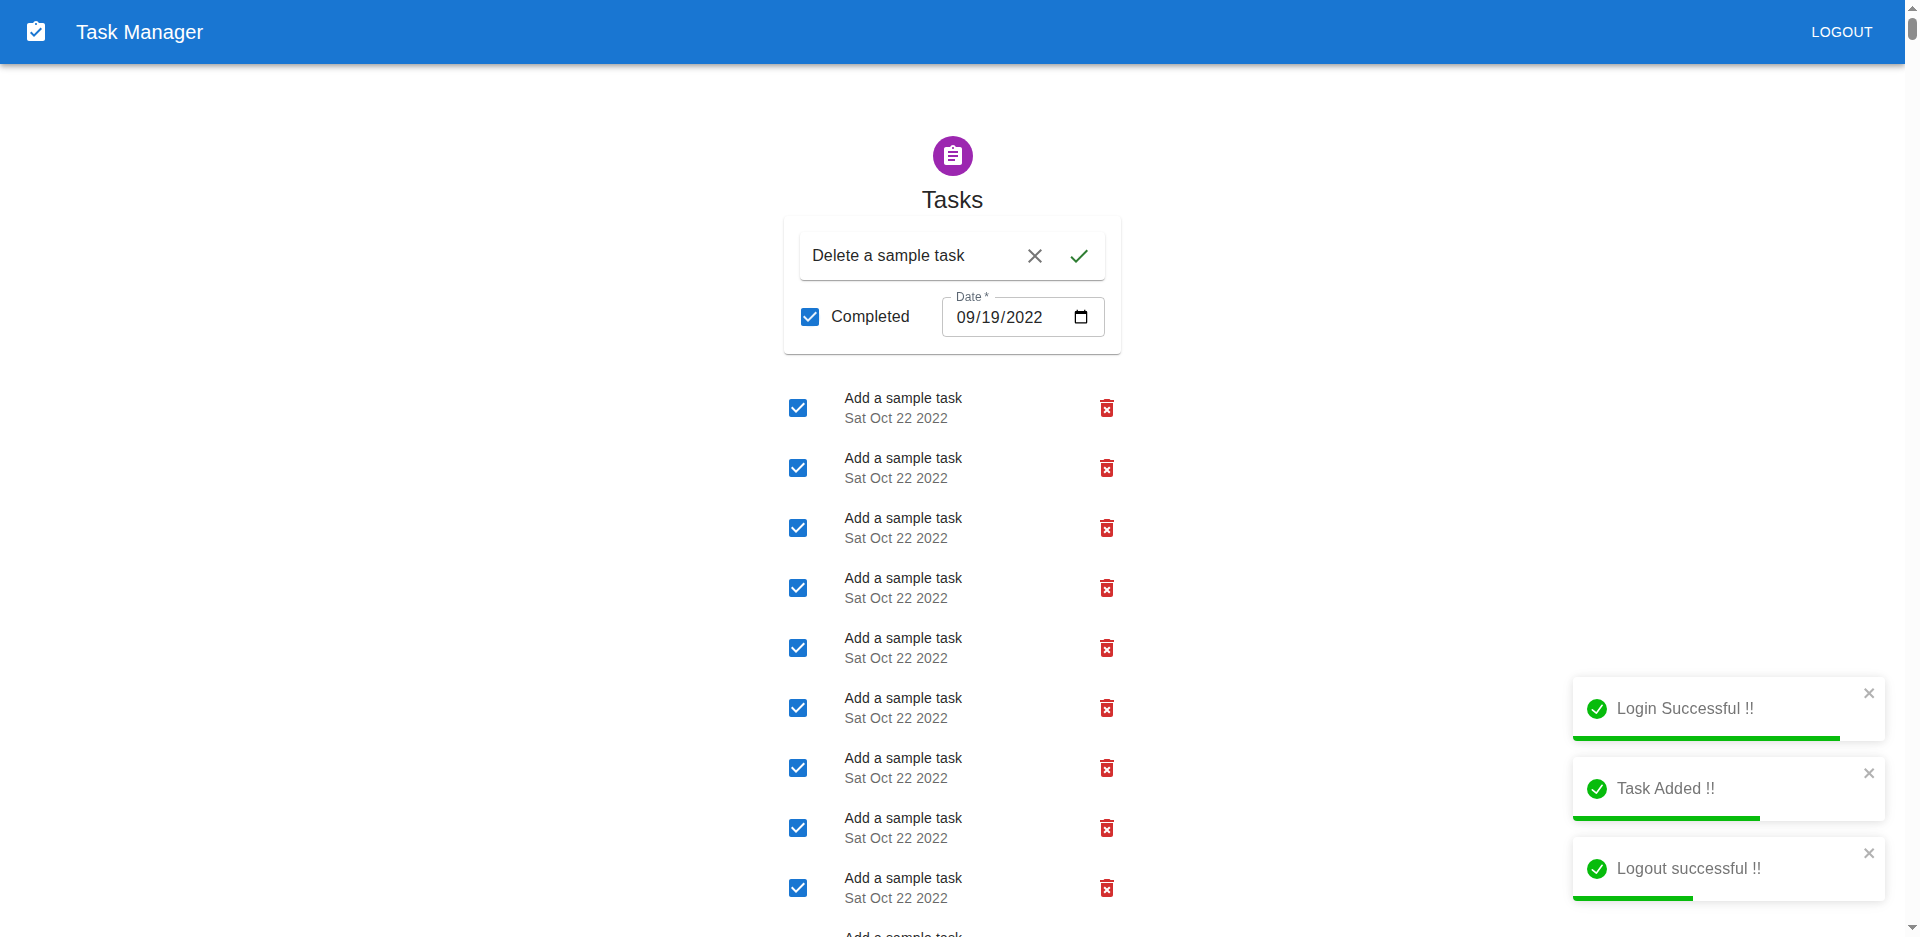 Task Manager
LOGOUT
Tasks
Delete a sample task
Completed
Date *
09/19/2022
Add a sample task
Sat Oct 22 2022
Add a sample task
Sat Oct 22 2022
Add a sample task
Sat Oct 22 2022
Add a sample task
Sat Oct 22 2022
Add a sample task
Sat Oct 22 2022
Add a sample task
Sat Oct 22 2022
Add a sample task
Sat Oct 22 2022
Add a sample task
Sat Oct 22 2022
Add a sample task
Sat Oct 22 2022
Add a sample task
Login Successful !!
Task Added !!
Logout successful !!